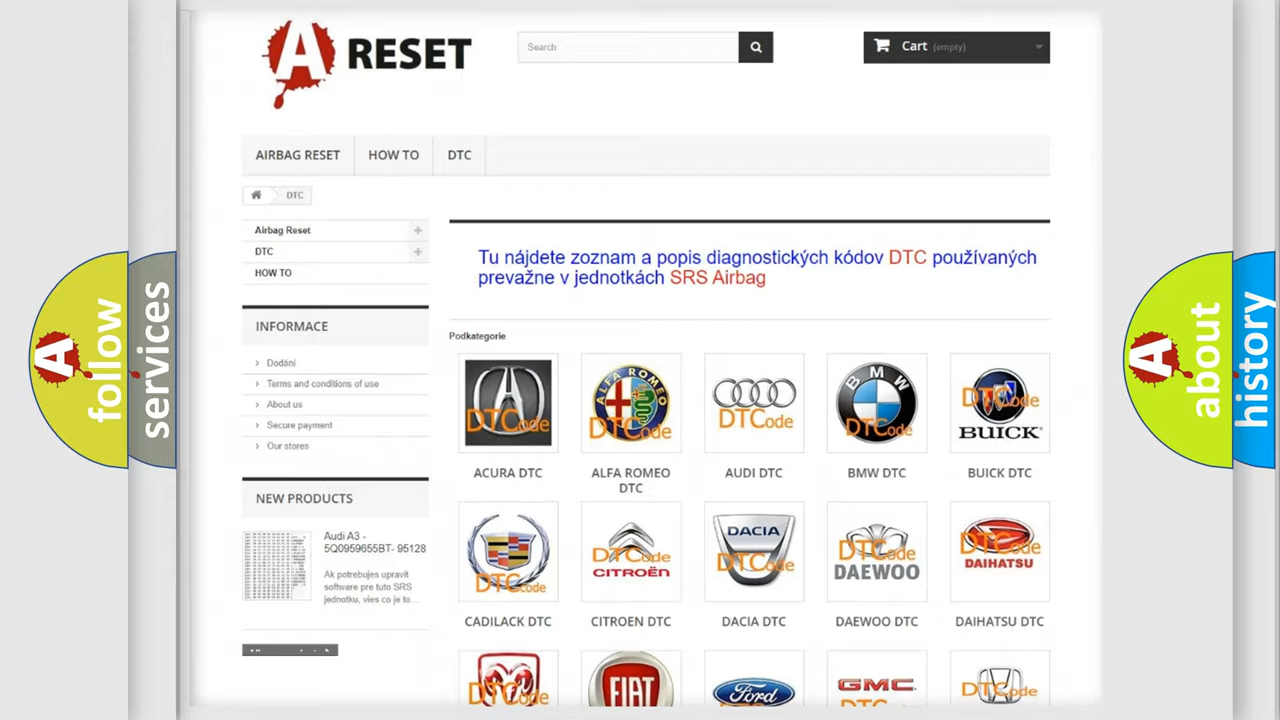 A RESET
Search
Cart (empty)
AIRBAG RESET
HOW TO
DTC
DTC
Airbag Reset
DTC
HOW TO
Tu nájdete zoznam a popis diagnostických kódov DTC používaných
prevažne v jednotkách SRS Airbag
INFORMACE
Podkategorie
Dodání
Terms and conditions of use
About us
Secure payment
Our stores
DTCode
ALFA ROMEO
DTCode
DTCode
BMW
DTCode
DTCode
BUICK
ACURA DTC
ALFA ROMEO
DTC
AUDI DTC
BMW DTC
BUICK DTC
NEW PRODUCTS
Audi A3 -
5Q0959655BT- 95128
Ak potrebujes upravit
software pre tuto SRS
jednotku, vies co je to...
DTCode
DTCode
CITROËN
DACIA
DTCode
DTCode
DAEWOO
DTCode
DAIHATSU
CADILACK DTC
CITROEN DTC
DACIA DTC
DAEWOO DTC
DAIHATSU DTC
DTCode
FIAT
Ford
GMC
DTCode
A follow
services
A about
history